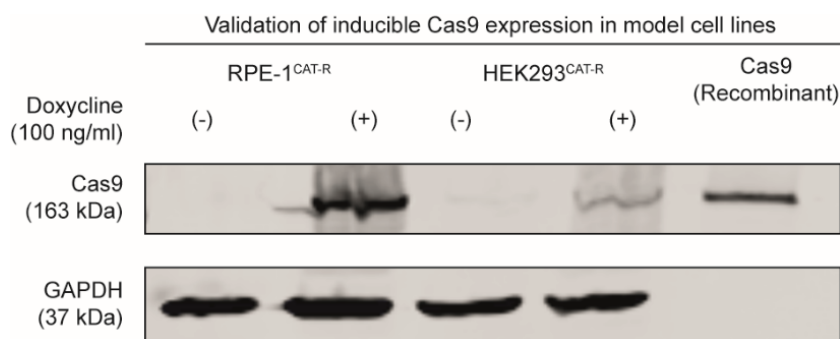 Validation of inducible Cas9 expression in model cell lines
RPE-1CAT-R HEK293CAT-R Cas9
(Recombinant)
Doxycline
(100 ng/ml)
(-) (+) (-) (+)
Cas9
(163 kDa)
GAPDH
(37 kDa)